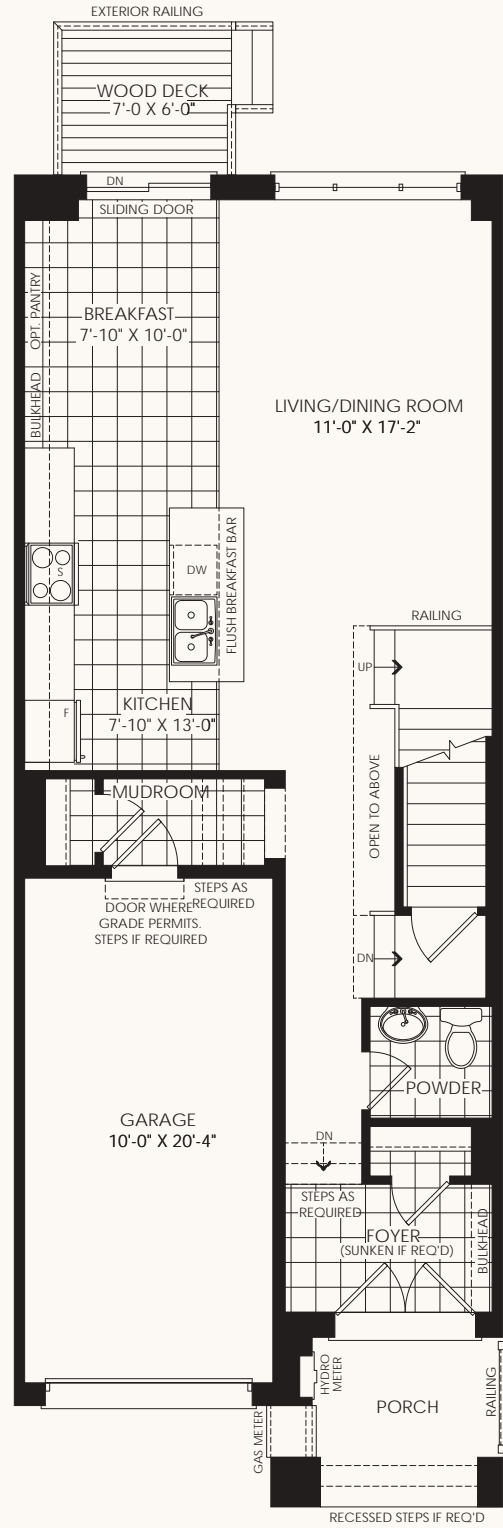 EXTERIOR RAILING
WOOD DECK
7'-0 X 6'-0"
DN
SLIDING DOOR
OPT. PANTRY
BULKHEAD
BREAKFAST
7'-10" X 10'-0"
LIVING/DINING ROOM
11'-0" X 17'-2"
S
DW
FLUSH BREAKFAST BAR
F
KITCHEN
7'-10" X 13'-0"
RAILING
UP
OPEN TO ABOVE
DN
MUDROOM
STEPS AS
REQUIRED
DOOR WHERE
GRADE PERMITS.
STEPS IF REQUIRED
POWDER
GARAGE
10'-0" X 20'-4"
DN
STEPS AS
REQUIRED
FOYER
(SUNKEN IF REQ'D)
BULKHEAD
HYDRO
METER
GAS METER
PORCH
RAILING
RECESSED STEPS IF REQ'D